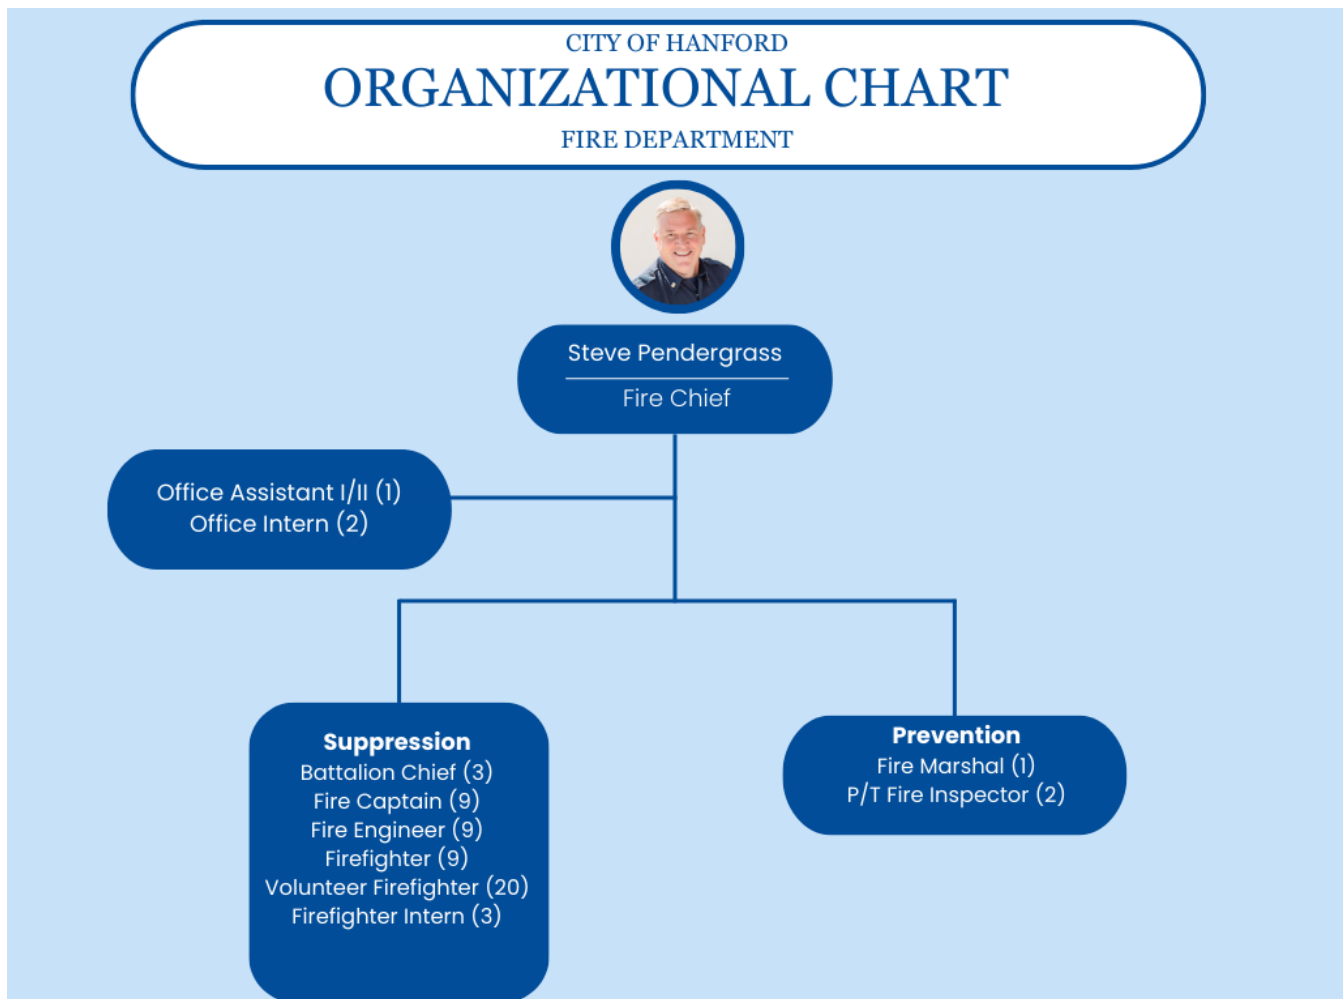 CITY OF HANFORD
ORGANIZATIONAL CHART
FIRE DEPARTMENT
Steve Pendergrass
Fire Chief
Office Assistant I/II (1)
Office Intern (2)
Suppression
Battalion Chief (3)
Fire Captain (9)
Fire Engineer (9)
Firefighter (9)
Volunteer Firefighter (20)
Firefighter Intern (3)
Prevention
Fire Marshal (1)
P/T Fire Inspector (2)